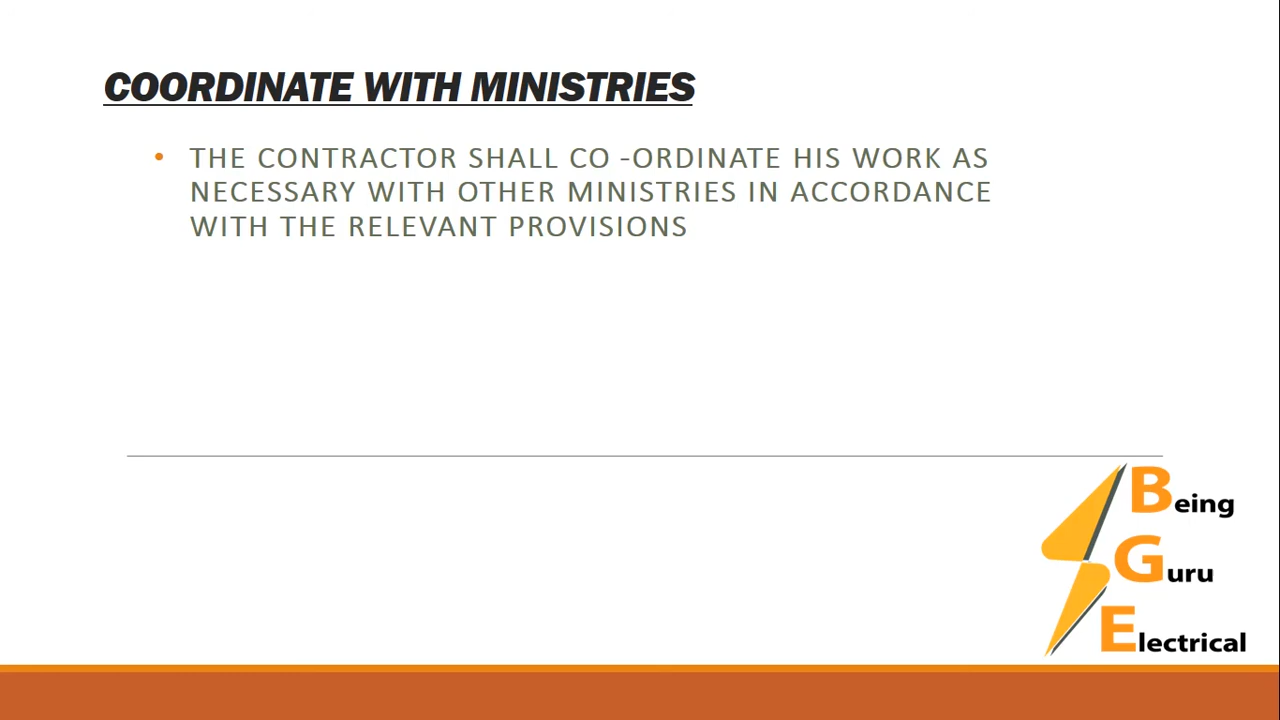 COORDINATE WITH MINISTRIES
• THE CONTRACTOR SHALL CO -ORDINATE HIS WORK AS
NECESSARY WITH OTHER MINISTRIES IN ACCORDANCE
WITH THE RELEVANT PROVISIONS
Being
Guru
Electrical